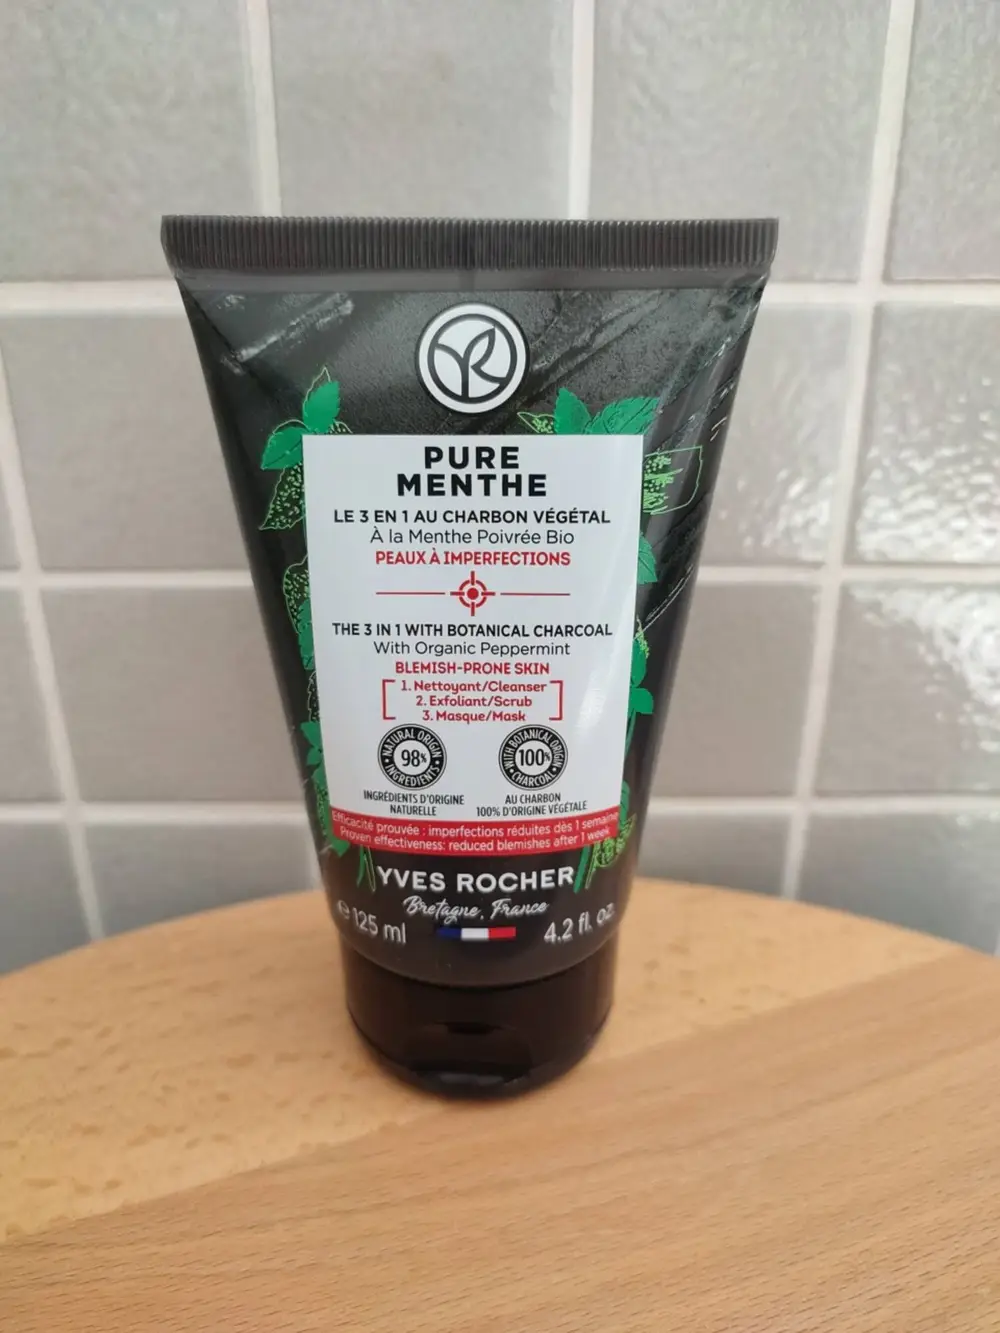 PURE
MENTHE
LE 3 EN 1 AU CHARBON VÉGÉTAL
À la Menthe Poivrée Bio
PEAUX À IMPERFECTIONS
THE 3 IN 1 WITH BOTANICAL CHARCOAL
With Organic Peppermint
BLEMISH-PRONE SKIN
1. Nettoyant/Cleanser
2. Exfoliant/Scrub
3. Masque/Mask
NATURAL ORIGIN
98%
INGREDIENTS
INGRÉDIENTS D'ORIGINE
NATURELLE
WITH BOTANICAL ORIGIN
100%
CHARCOAL
AU CHARBON
100% D'ORIGINE VÉGÉTALE
Efficacité prouvée : imperfections réduites dès 1 semaine
Proven effectiveness: reduced blemishes after 1 week
YVES ROCHER
Bretagne, France
e 125 ml 4.2 fl. oz